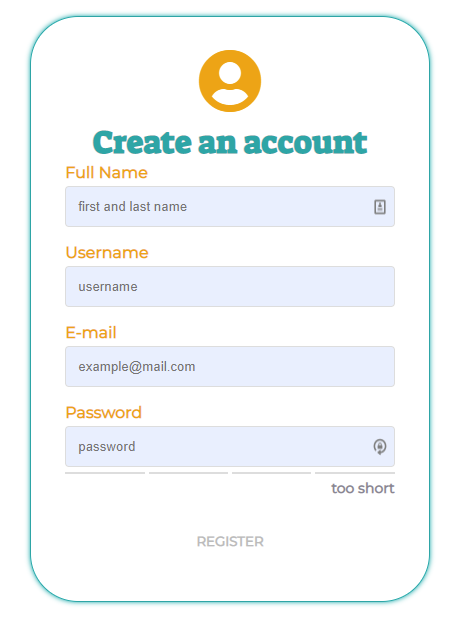 Create an account
Full Name
first and last name
Username
username
E-mail
example@mail.com
Password
password
too short
REGISTER